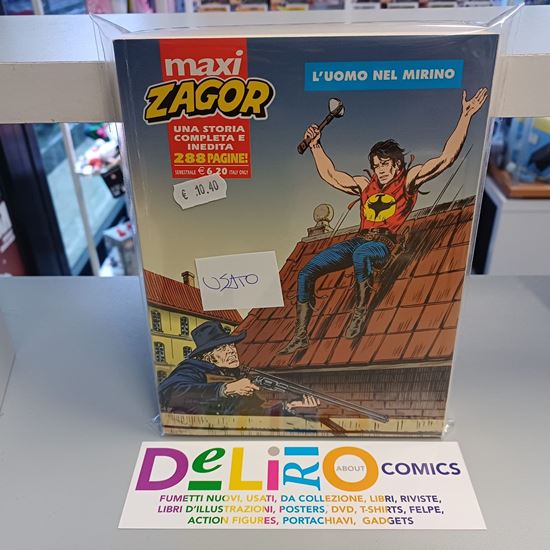 maxi
ZAGOR
L'UOMO NEL MIRINO
UNA STORIA
COMPLETA E
INEDITA
288 PAGINE!
SEMESTRALE € 6,20 ITALY ONLY
€ 10.40
USATO
DeLiRiO ABOUT COMICS
FUMETTI NUOVI, USATI, DA COLLEZIONE, LIBRI, RIVISTE,
LIBRI D'ILLUSTRAZIONI, POSTERS, DVD, T-SHIRTS, FELPE,
ACTION FIGURES, PORTACHIAVI, GADGETS